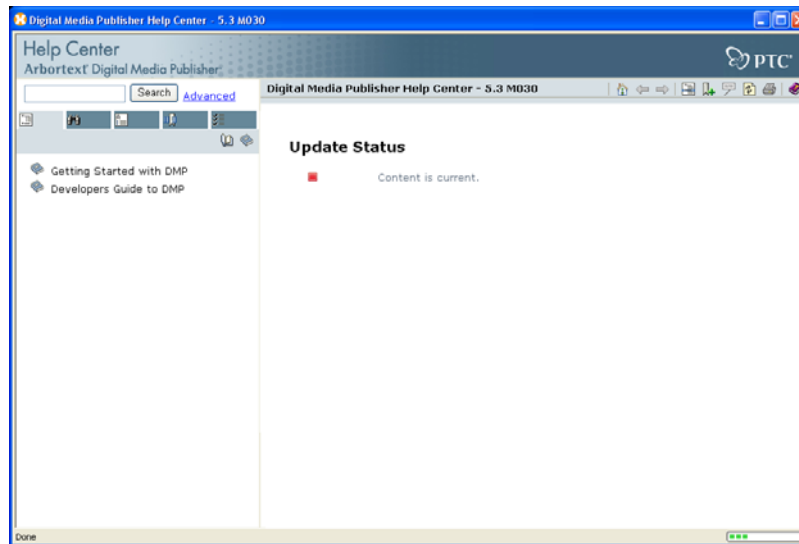 Digital Media Publisher Help Center - 5.3 M030
Help Center
Arbortext Digital Media Publisher
PTC
Search
Advanced
Digital Media Publisher Help Center - 5.3 M030
Getting Started with DMP
Developers Guide to DMP
Update Status
Content is current.
Done